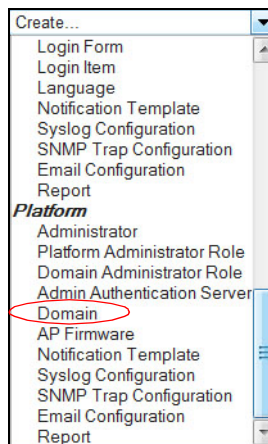 Create...
Login Form
Login Item
Language
Notification Template
Syslog Configuration
SNMP Trap Configuration
Email Configuration
Report
Platform
Administrator
Platform Administrator Role
Domain Administrator Role
Admin Authentication Server
Domain
AP Firmware
Notification Template
Syslog Configuration
SNMP Trap Configuration
Email Configuration
Report